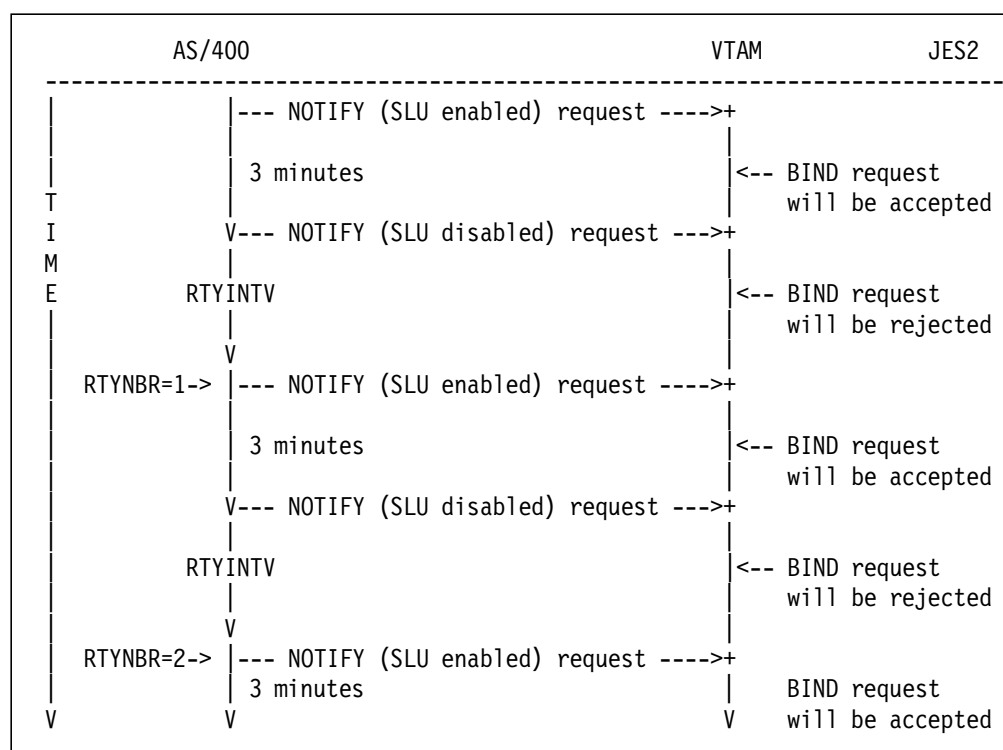 AS/400 VTAM JES2
--- NOTIFY (SLU enabled) request ---->+
3 minutes <-- BIND request
T will be accepted
I V--- NOTIFY (SLU disabled) request --->+
M
E RTYINTV <-- BIND request
will be rejected
V
RTYNBR=1-> |--- NOTIFY (SLU enabled) request ---->+
3 minutes <-- BIND request
will be accepted
V--- NOTIFY (SLU disabled) request --->+
RTYINTV <-- BIND request
will be rejected
V
RTYNBR=2-> |--- NOTIFY (SLU enabled) request ---->+
3 minutes BIND request
V V V will be accepted